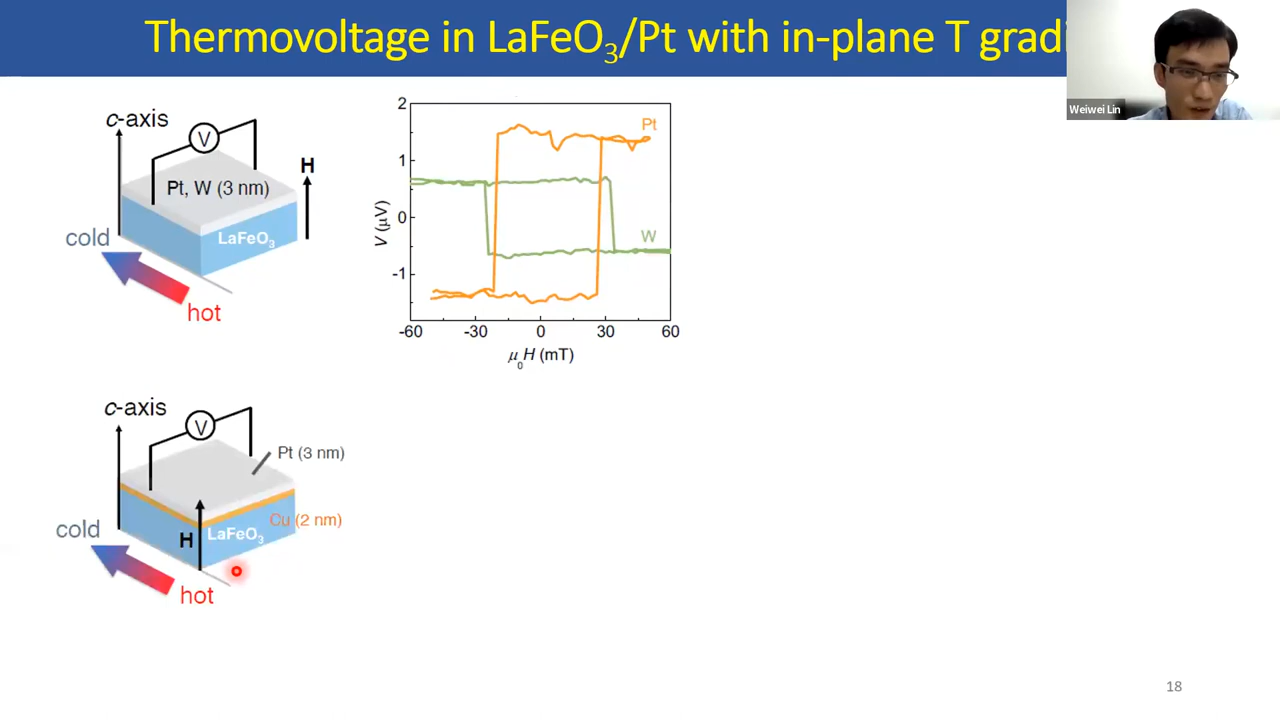 Thermovoltage in LaFeO₃/Pt with in-plane T gradi
Weiwei Lin
c-axis
V
H
Pt, W (3 nm)
LaFeO₃
cold
hot
2
1
0
-1
V (μV)
Pt
W
-60 -30 0 30 60
μ₀H (mT)
c-axis
V
Pt (3 nm)
Cu (2 nm)
H LaFeO₃
cold
hot
18